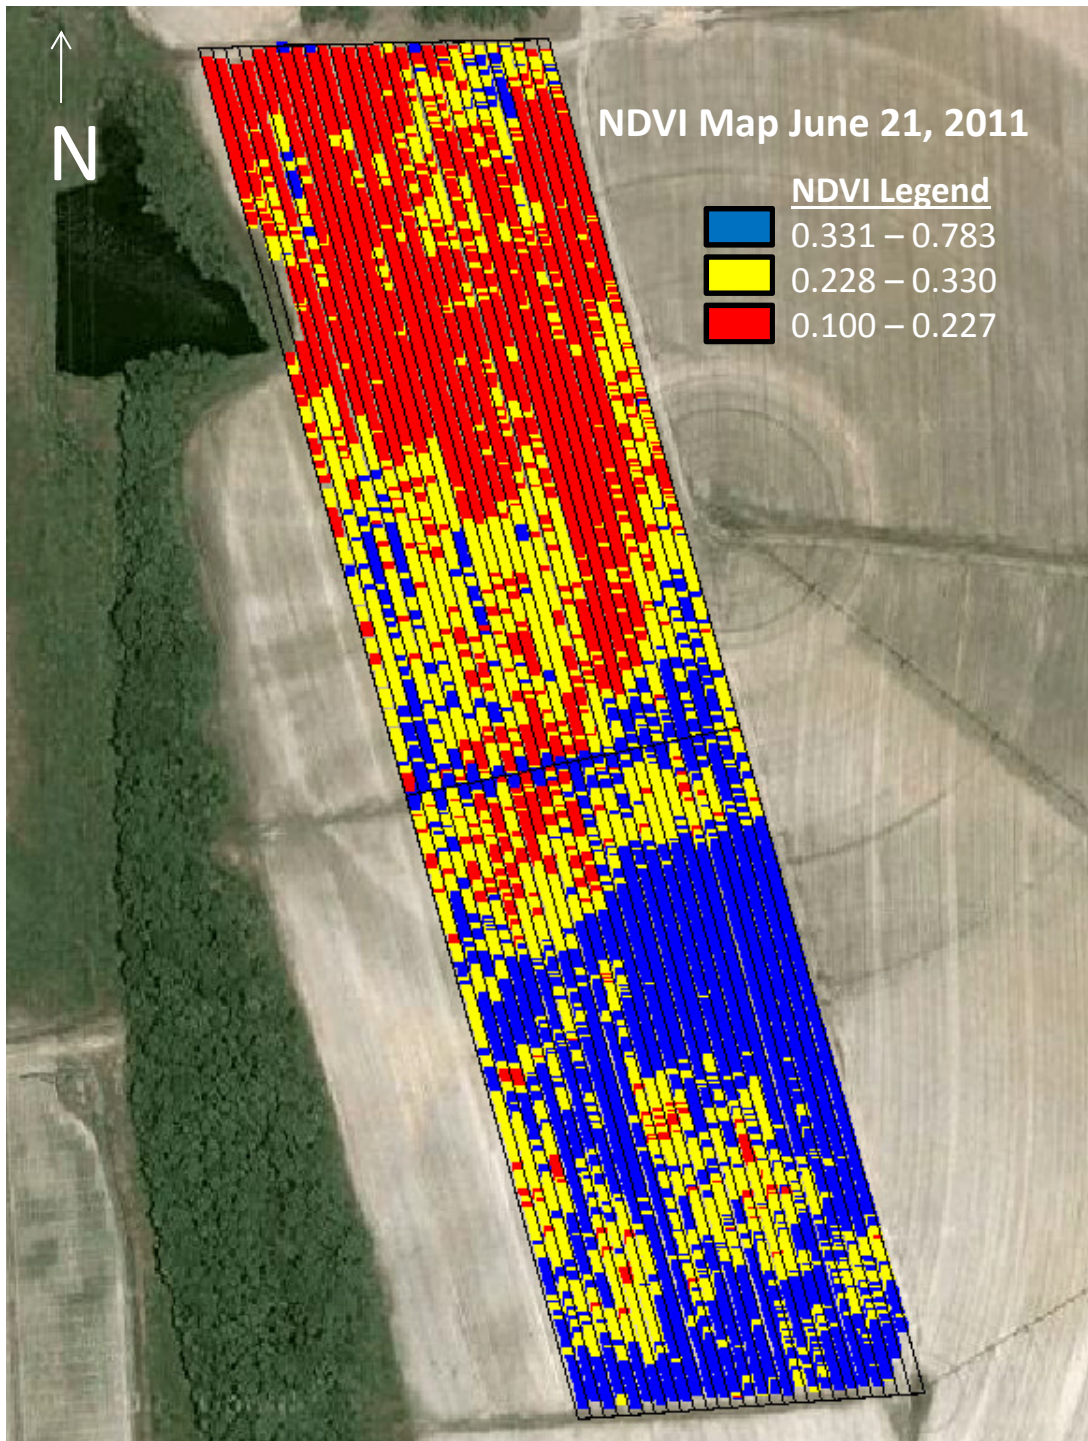 N
NDVI Map June 21, 2011
NDVI Legend
0.331 – 0.783
0.228 – 0.330
0.100 – 0.227